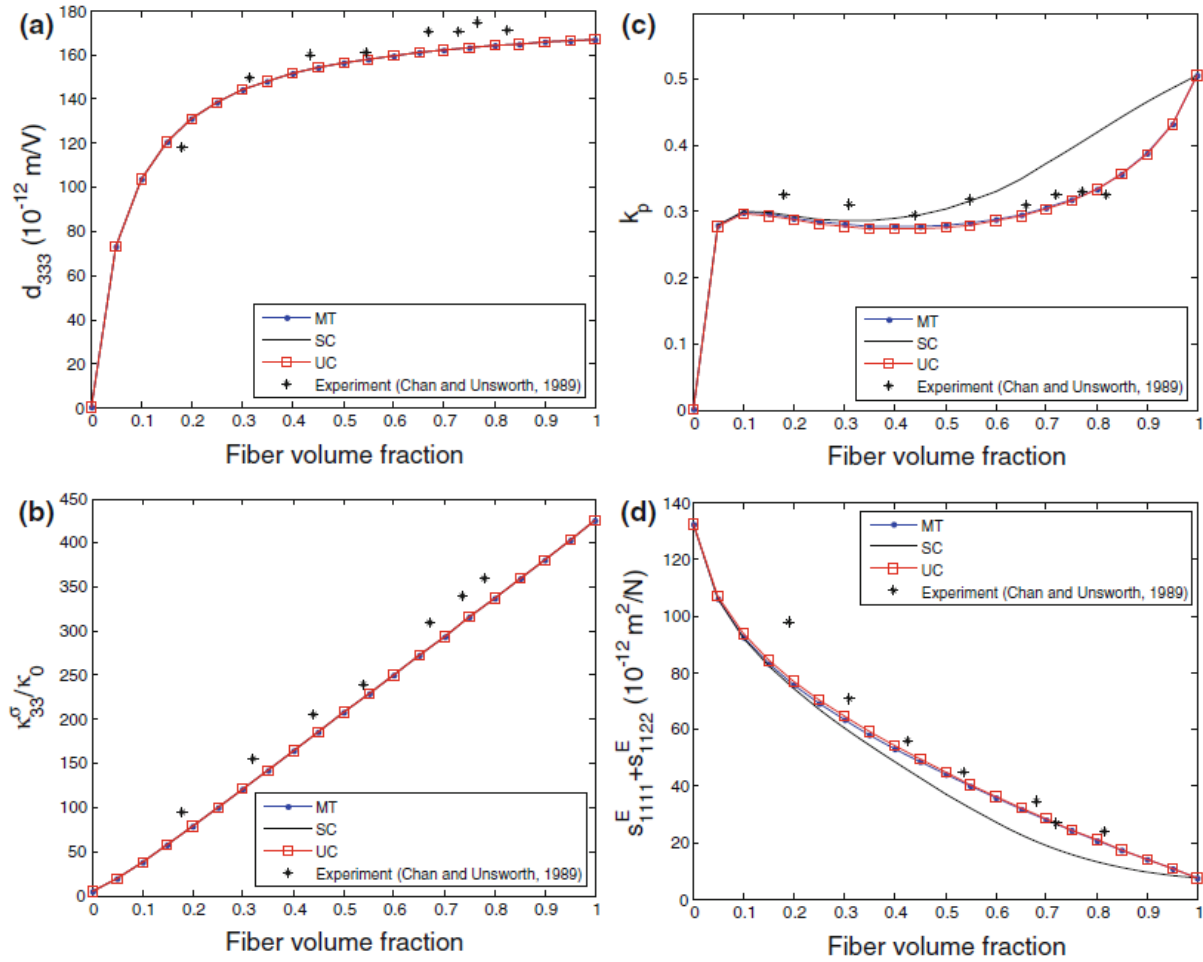 (a)
180
160
140
120
100
80
60
40
20
0
d333 (10-12 m/V)
MT
SC
UC
Experiment (Chan and Unsworth, 1989)
0 0.1 0.2 0.3 0.4 0.5 0.6 0.7 0.8 0.9 1
Fiber volume fraction
(c)
0.5
0.4
0.3
0.2
0.1
0
kp
MT
SC
UC
Experiment (Chan and Unsworth, 1989)
0 0.1 0.2 0.3 0.4 0.5 0.6 0.7 0.8 0.9 1
Fiber volume fraction
(b)
450
400
350
300
250
200
150
100
50
0
κσ33/κ0
MT
SC
UC
Experiment (Chan and Unsworth, 1989)
0 0.1 0.2 0.3 0.4 0.5 0.6 0.7 0.8 0.9 1
Fiber volume fraction
(d)
140
120
100
80
60
40
20
0
sE1111+sE1122 (10-12 m2/N)
MT
SC
UC
Experiment (Chan and Unsworth, 1989)
0 0.1 0.2 0.3 0.4 0.5 0.6 0.7 0.8 0.9 1
Fiber volume fraction